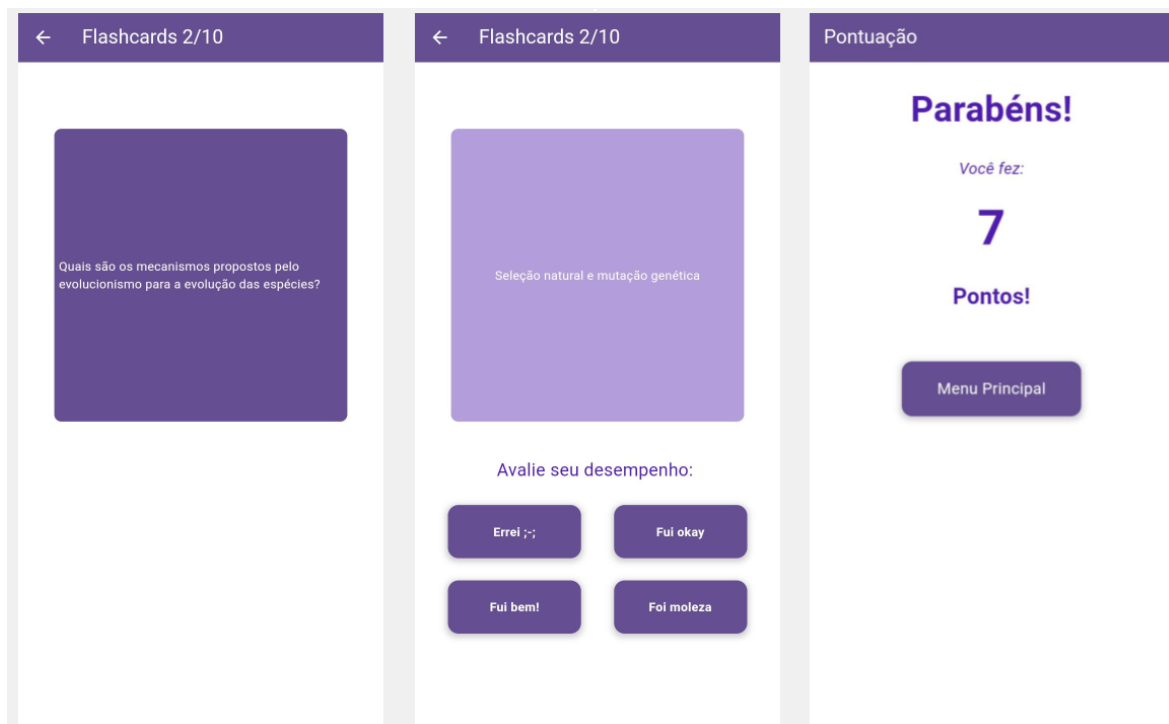 ← Flashcards 2/10
Quais são os mecanismos propostos pelo
evolucionismo para a evolução das espécies?
← Flashcards 2/10
Seleção natural e mutação genética
Avalie seu desempenho:
Errei ;-;
Fui okay
Fui bem!
Foi moleza
Pontuação
Parabéns!
Você fez:
7
Pontos!
Menu Principal